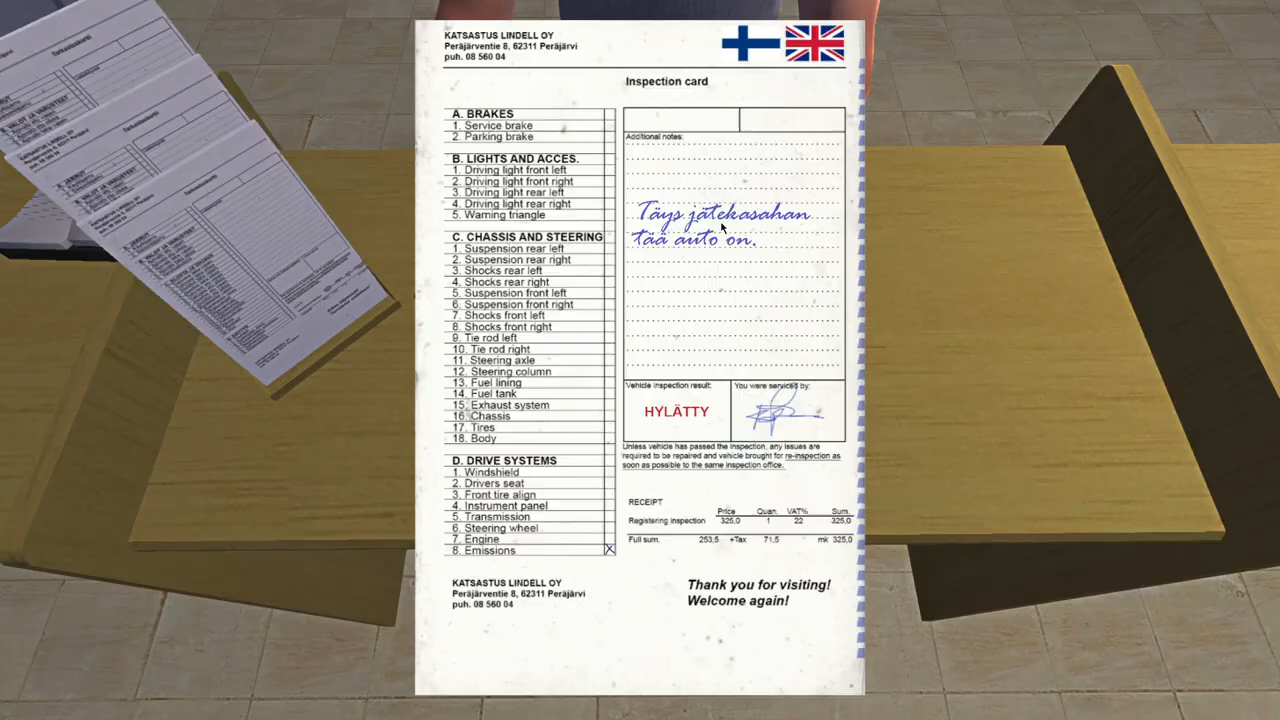 KATSASTUS LINDELL OY
Peräjärventie 8, 62311 Peräjärvi
puh. 08 560 04
Inspection card
A. BRAKES
1. Service brake
2. Parking brake
B. LIGHTS AND ACCES.
1. Driving light front left
2. Driving light front right
3. Driving light rear left
4. Driving light rear right
5. Warning triangle
C. CHASSIS AND STEERING
1. Suspension rear left
2. Suspension rear right
3. Shocks rear left
4. Shocks rear right
5. Suspension front left
6. Suspension front right
7. Shocks front left
8. Shocks front right
9. Tie rod left
10. Tie rod right
11. Steering axle
12. Steering column
13. Fuel lining
14. Fuel tank
15. Exhaust system
16. Chassis
17. Tires
18. Body
D. DRIVE SYSTEMS
1. Windshield
2. Drivers seat
3. Front tire align
4. Instrument panel
5. Transmission
6. Steering wheel
7. Engine
8. Emissions X
Additional notes:
Täys jätekasahan
tää auto on.
Vehicle inspection result:
HYLÄTTY
You were serviced by:
Unless vehicle has passed the inspection, any issues are
required to be repaired and vehicle brought for re-inspection as
soon as possible to the same inspection office.
RECEIPT
Price Quan. VAT% Sum.
Registering inspection 325,0 1 22 325,0
Full sum. 253,5 +Tax 71,5 mk 325,0
KATSASTUS LINDELL OY
Peräjärventie 8, 62311 Peräjärvi
puh. 08 560 04
Thank you for visiting!
Welcome again!